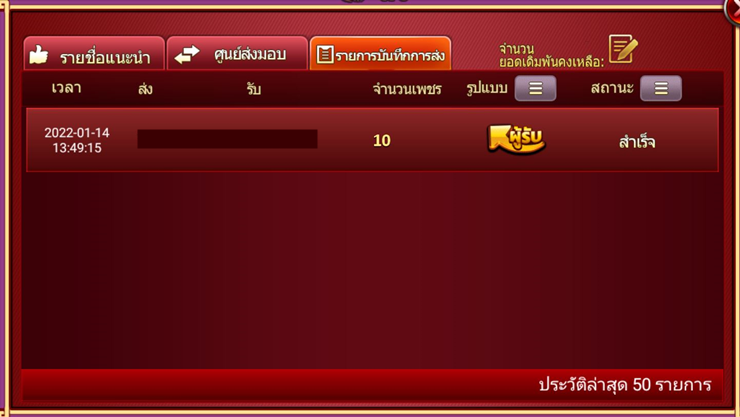 รายชื่อแนะนำ
ศูนย์ส่งมอบ
รายการบันทึกการส่ง
จำนวน
ยอดเดิมพันคงเหลือ:
เวลา ส่ง รับ จำนวนเพชร รูปแบบ สถานะ
2022-01-14
13:49:15
10 ผู้รับ สำเร็จ
ประวัติล่าสุด 50 รายการ